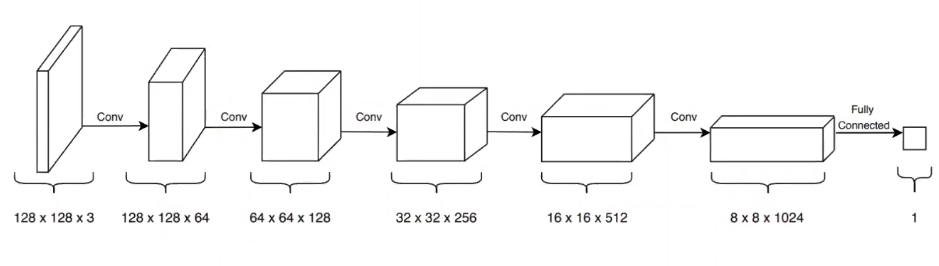 Conv
Conv
Conv
Conv
Conv
Fully
Connected
128 x 128 x 3
128 x 128 x 64
64 x 64 x 128
32 x 32 x 256
16 x 16 x 512
8 x 8 x 1024
1